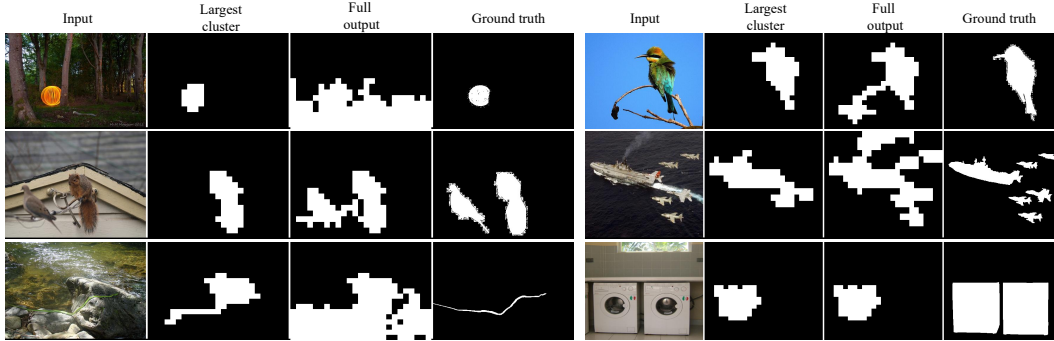 Input
Largest
cluster
Full
output
Ground truth
Input
Largest
cluster
Full
output
Ground truth